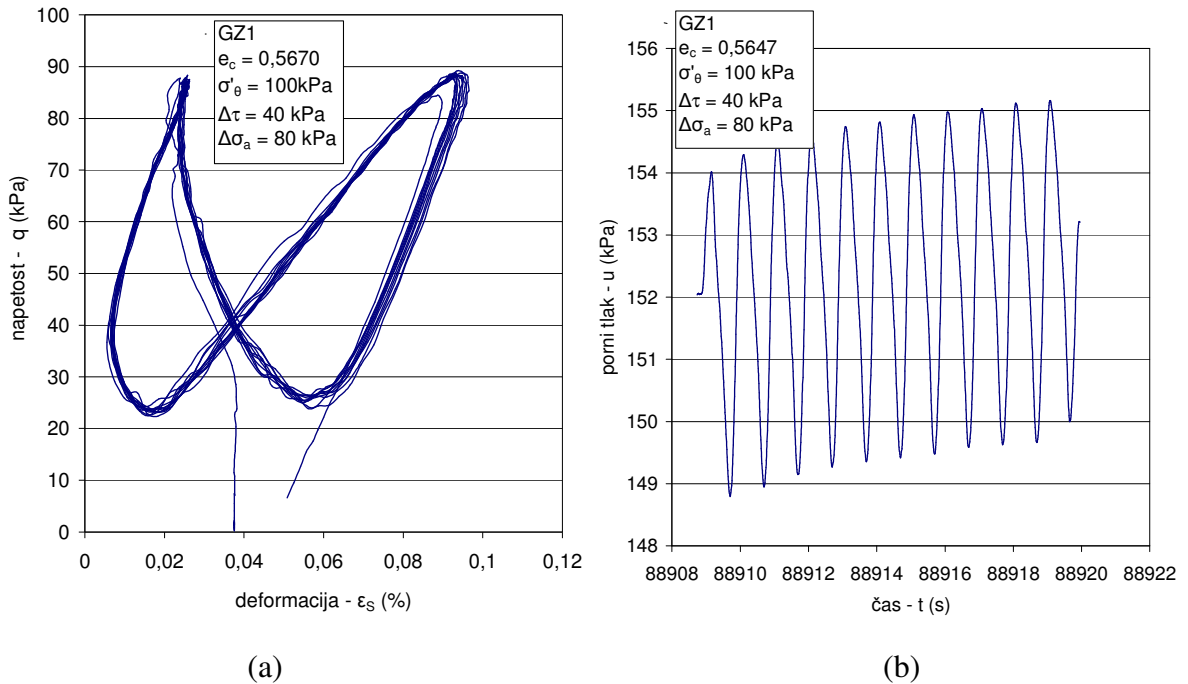 100
90
80
70
60
50
40
30
20
10
0
napetost - q (kPa)
GZ1
e_c = 0,5670
σ'_θ = 100kPa
Δτ = 40 kPa
Δσ_a = 80 kPa
0 0,02 0,04 0,06 0,08 0,1 0,12
deformacija - ε_S (%)
(a)
156
155
154
153
152
151
150
149
148
porni tlak - u (kPa)
GZ1
e_c = 0,5647
σ'_θ = 100 kPa
Δτ = 40 kPa
Δσ_a = 80 kPa
88908 88910 88912 88914 88916 88918 88920 88922
čas - t (s)
(b)